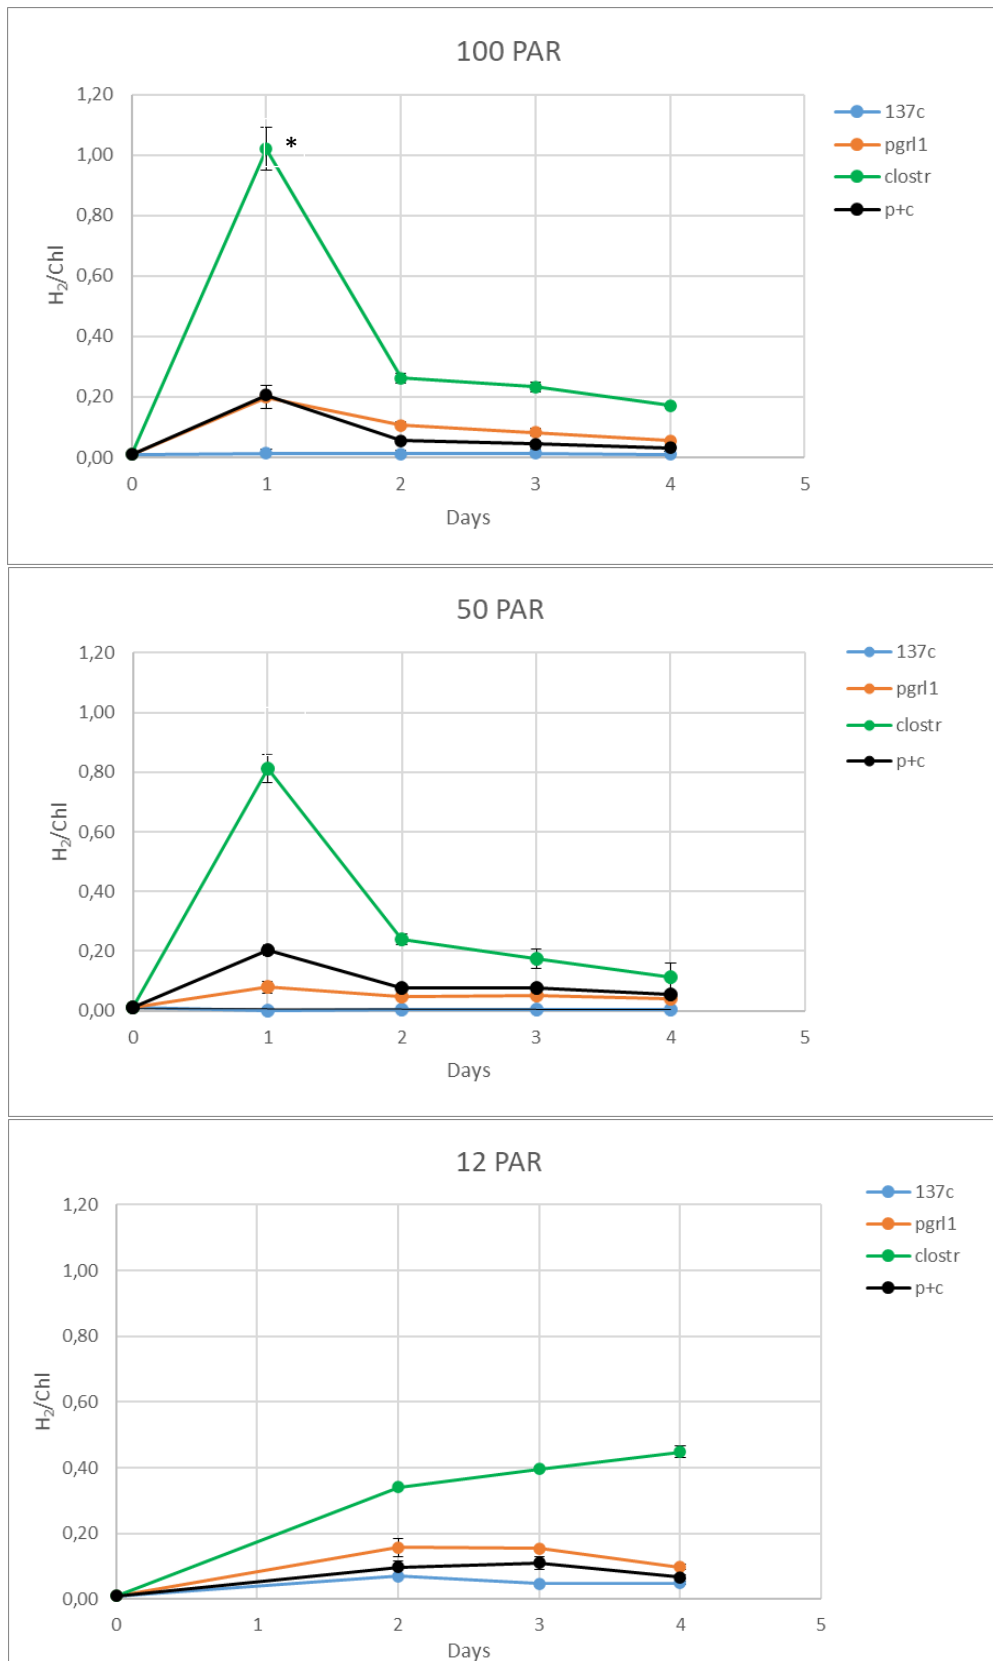 100 PAR
1,20
1,00
0,80
0,60
0,40
0,20
0,00
H₂/Chl
*
0 1 2 3 4 5
Days
137c
pgrl1
clostr
p+c
50 PAR
1,20
1,00
0,80
0,60
0,40
0,20
0,00
H₂/Chl
0 1 2 3 4 5
Days
137c
pgrl1
clostr
p+c
12 PAR
1,20
1,00
0,80
0,60
0,40
0,20
0,00
H₂/Chl
0 1 2 3 4 5
Days
137c
pgrl1
clostr
p+c